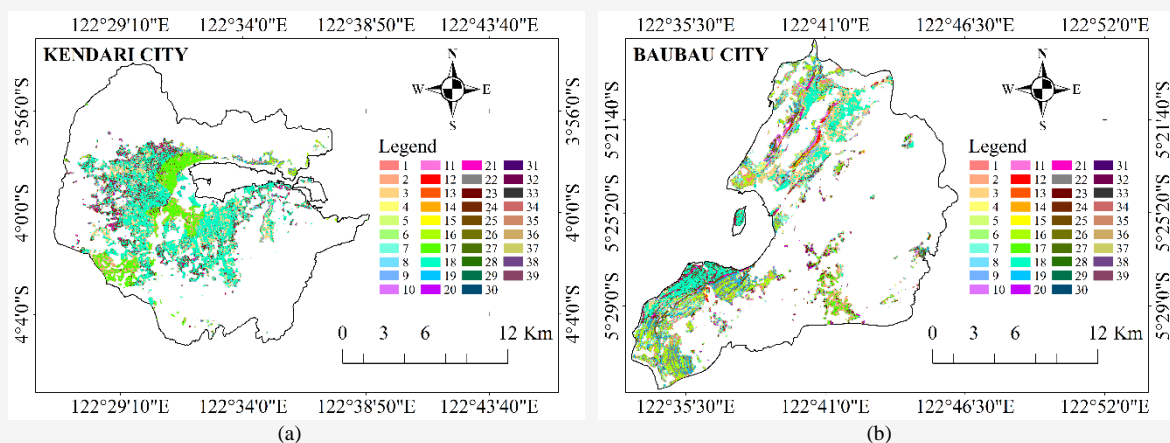 122°29'10"E 122°34'0"E 122°38'50"E 122°43'40"E
KENDARI CITY
N
W E
S
3°56'0"S 3°56'0"S
4°0'0"S 4°0'0"S
4°4'0"S 4°4'0"S
Legend
1 11 21 31
2 12 22 32
3 13 23 33
4 14 24 34
5 15 25 35
6 16 26 36
7 17 27 37
8 18 28 38
9 19 29 39
10 20 30
0 3 6 12 Km
122°29'10"E 122°34'0"E 122°38'50"E 122°43'40"E
(a)
122°35'30"E 122°41'0"E 122°46'30"E 122°52'0"E
BAUBAU CITY
N
W E
S
5°21'40"S 5°21'40"S
5°25'20"S 5°25'20"S
5°29'0"S 5°29'0"S
Legend
1 11 21 31
2 12 22 32
3 13 23 33
4 14 24 34
5 15 25 35
6 16 26 36
7 17 27 37
8 18 28 38
9 19 29 39
10 20 30
0 3 6 12 Km
122°35'30"E 122°41'0"E 122°46'30"E 122°52'0"E
(b)